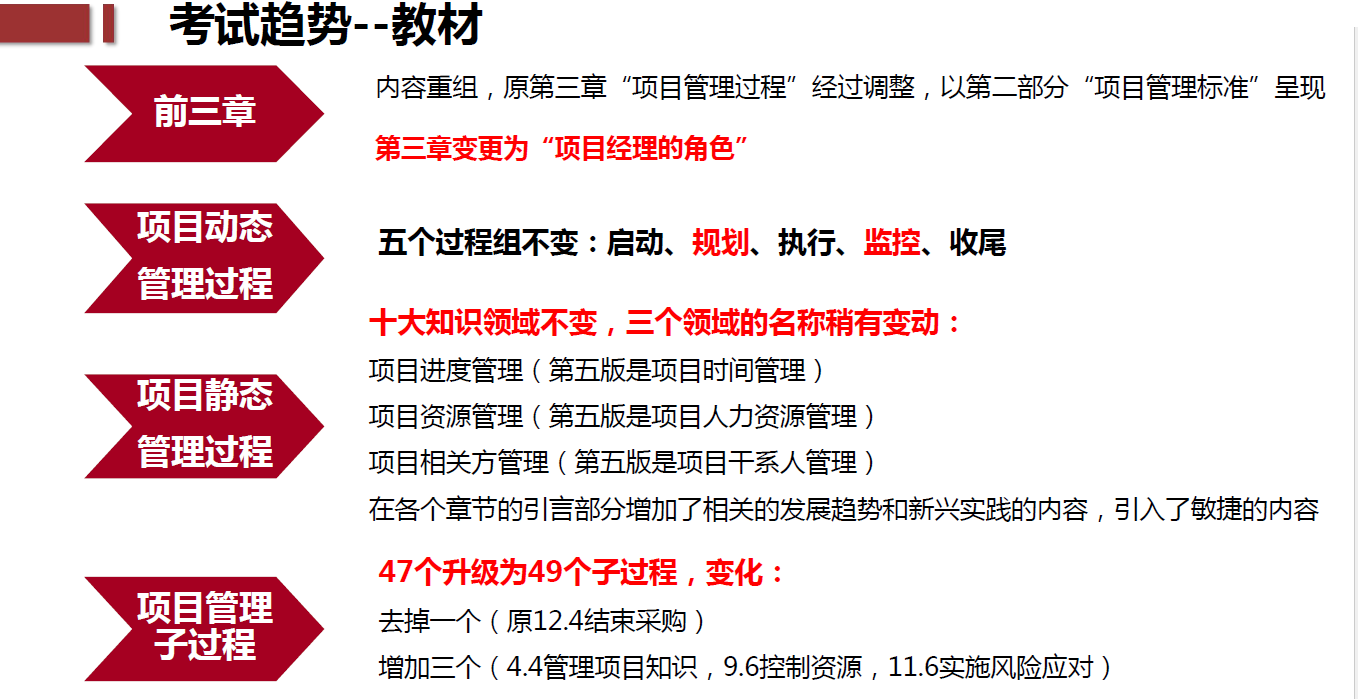 考试趋势--教材
前三章
内容重组，原第三章“项目管理过程”经过调整，以第二部分“项目管理标准”呈现
第三章变更为“项目经理的角色”
项目动态
管理过程
五个过程组不变：启动、规划、执行、监控、收尾
项目静态
管理过程
十大知识领域不变，三个领域的名称稍有变动：
项目进度管理（第五版是项目时间管理）
项目资源管理（第五版是项目人力资源管理）
项目相关方管理（第五版是项目干系人管理）
在各个章节的引言部分增加了相关的发展趋势和新兴实践的内容，引入了敏捷的内容
项目管理
子过程
47个升级为49个子过程，变化：
去掉一个（原12.4结束采购）
增加三个（4.4管理项目知识，9.6控制资源，11.6实施风险应对）